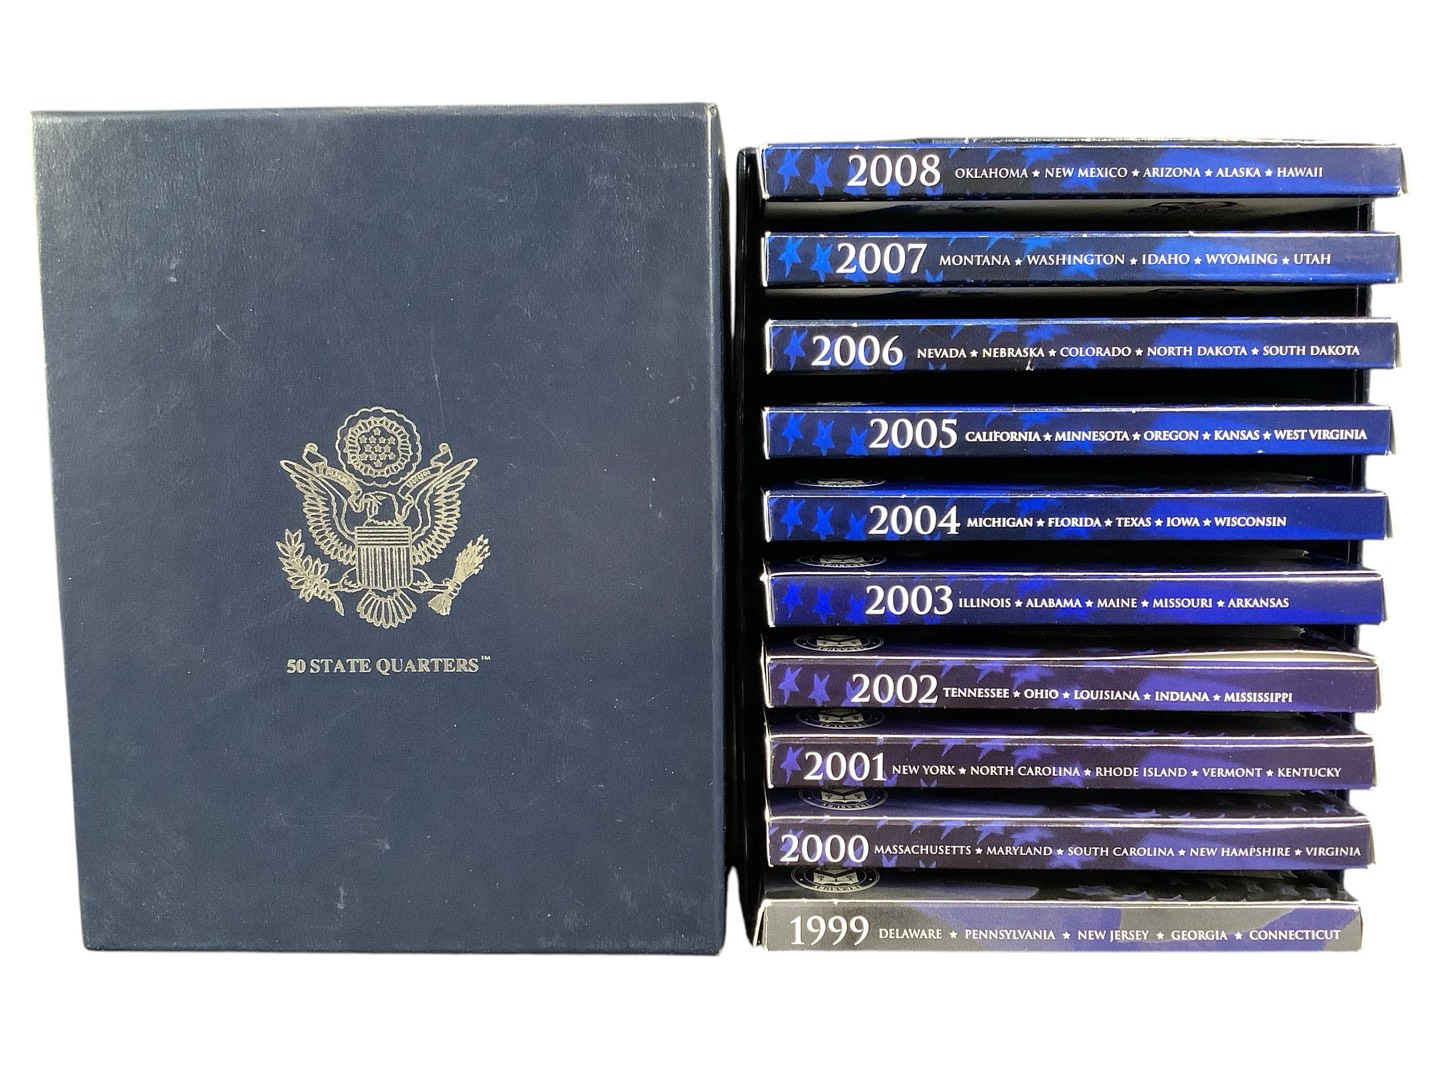 50 STATE QUARTERS™
2008 OKLAHOMA ★ NEW MEXICO ★ ARIZONA ★ ALASKA ★ HAWAII
2007 MONTANA ★ WASHINGTON ★ IDAHO ★ WYOMING ★ UTAH
2006 NEVADA ★ NEBRASKA ★ COLORADO ★ NORTH DAKOTA ★ SOUTH DAKOTA
2005 CALIFORNIA ★ MINNESOTA ★ OREGON ★ KANSAS ★ WEST VIRGINIA
2004 MICHIGAN ★ FLORIDA ★ TEXAS ★ IOWA ★ WISCONSIN
2003 ILLINOIS ★ ALABAMA ★ MAINE ★ MISSOURI ★ ARKANSAS
2002 TENNESSEE ★ OHIO ★ LOUISIANA ★ INDIANA ★ MISSISSIPPI
2001 NEW YORK ★ NORTH CAROLINA ★ RHODE ISLAND ★ VERMONT ★ KENTUCKY
2000 MASSACHUSETTS ★ MARYLAND ★ SOUTH CAROLINA ★ NEW HAMPSHIRE ★ VIRGINIA
1999 DELAWARE ★ PENNSYLVANIA ★ NEW JERSEY ★ GEORGIA ★ CONNECTICUT